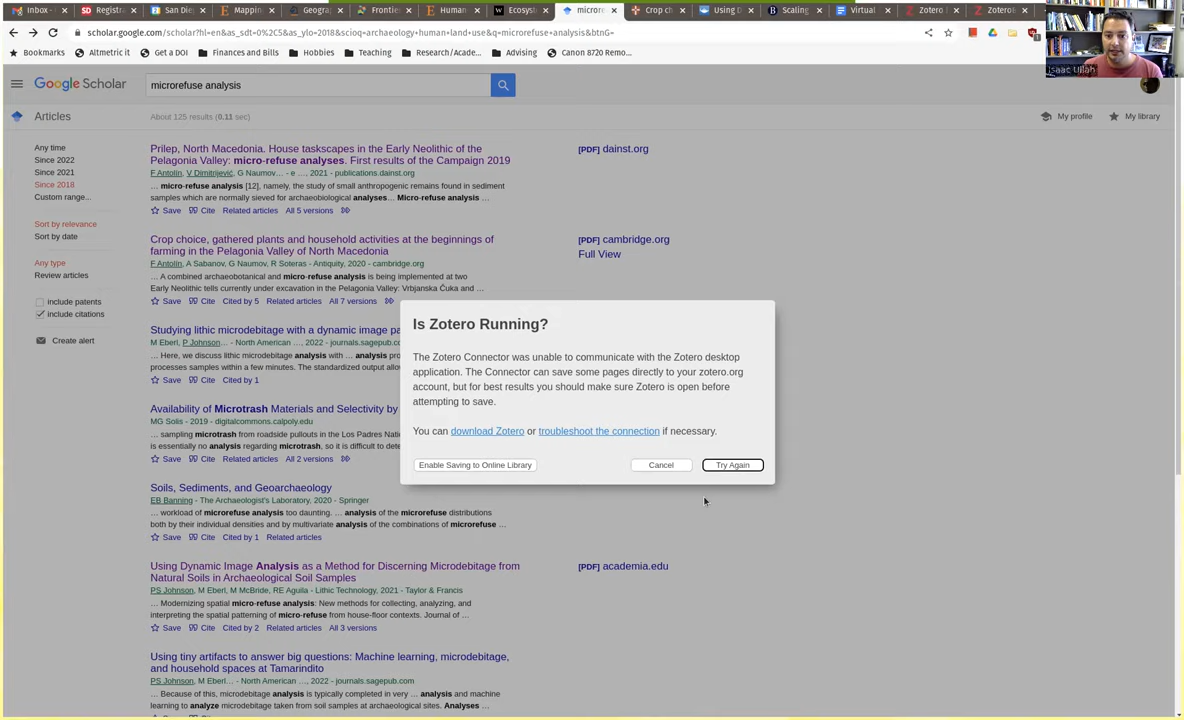 Inbox -
Registra
San Die
Mappin
Geogra
Frontie
Human
Ecosyst
microre
Crop ch
Using D
Scaling
Virtual
Zotero
Zotero
scholar.google.com/scholar?hl=en&as_sdt=0%2C5&as_ylo=2018&scioq=archaeology+human+land+use&q=microrefuse+analysis&btnG=
Bookmarks
Altmetric it
Get a DOI
Finances and Bills
Hobbies
Teaching
Research/Acade...
Advising
Canon 8720 Remo...
Isaac Ullah
Google Scholar
microrefuse analysis
Articles
About 125 results (0.11 sec)
My profile
My library
Any time
Since 2022
Since 2021
Since 2018
Custom range...
Sort by relevance
Sort by date
Any type
Review articles
include patents
include citations
Create alert
Prilep, North Macedonia. House taskscapes in the Early Neolithic of the
Pelagonia Valley: micro-refuse analyses. First results of the Campaign 2019
F Antolín, V Dimitrijević, G Naumov… - e …, 2021 - publications.dainst.org
… micro-refuse analysis [12], namely, the study of small anthropogenic remains found in sediment
samples which are normally sieved for archaeobiological analyses… Micro-refuse analysis …
Save Cite Related articles All 5 versions
[PDF] dainst.org
Crop choice, gathered plants and household activities at the beginnings of
farming in the Pelagonia Valley of North Macedonia
F Antolín, A Sabanov, G Naumov, R Soteras - Antiquity, 2020 - cambridge.org
… A combined archaeobotanical and micro-refuse analysis is being implemented at two
Early Neolithic tells currently under excavation in the Pelagonia Valley: Vrbjanska Čuka and …
Save Cite Cited by 5 Related articles All 7 versions
[PDF] cambridge.org
Full View
Studying lithic microdebitage with a dynamic image pa
M Eberl, P Johnson… - North American …, 2022 - journals.sagepub.co
… Here, we discuss lithic microdebitage analysis with … analysis pro
processes samples within a few minutes. The standardized output allow
Save Cite Cited by 1
Availability of Microtrash Materials and Selectivity by
MG Solis - 2019 - digitalcommons.calpoly.edu
… sampling microtrash from roadside pullouts in the Los Padres Natio
is essentially no analysis regarding microtrash, so it is difficult to dete
Save Cite Related articles All 2 versions
Soils, Sediments, and Geoarchaeology
EB Banning - The Archaeologist's Laboratory, 2020 - Springer
… workload of microrefuse analysis too daunting. … analysis of the microrefuse distributions
both by their individual densities and by multivariate analysis of the combinations of microrefuse …
Save Cite Cited by 1 Related articles
Using Dynamic Image Analysis as a Method for Discerning Microdebitage from
Natural Soils in Archaeological Soil Samples
PS Johnson, M Eberl, M McBride, RE Aguila - Lithic Technology, 2021 - Taylor & Francis
… Modernizing spatial micro-refuse analysis: New methods for collecting, analyzing, and
interpreting the spatial patterning of micro-refuse from house-floor contexts. Journal of …
Save Cite Cited by 2 Related articles All 3 versions
[PDF] academia.edu
Using tiny artifacts to answer big questions: Machine learning, microdebitage,
and household spaces at Tamarindito
PS Johnson, M Eberl… - North American …, 2022 - journals.sagepub.com
… Because of this, microdebitage analysis is typically completed in very … analysis and machine
learning to analyze microdebitage taken from soil samples at archaeological sites. Analyses …
Is Zotero Running?
The Zotero Connector was unable to communicate with the Zotero desktop
application. The Connector can save some pages directly to your zotero.org
account, but for best results you should make sure Zotero is open before
attempting to save.
You can download Zotero or troubleshoot the connection if necessary.
Enable Saving to Online Library
Cancel
Try Again